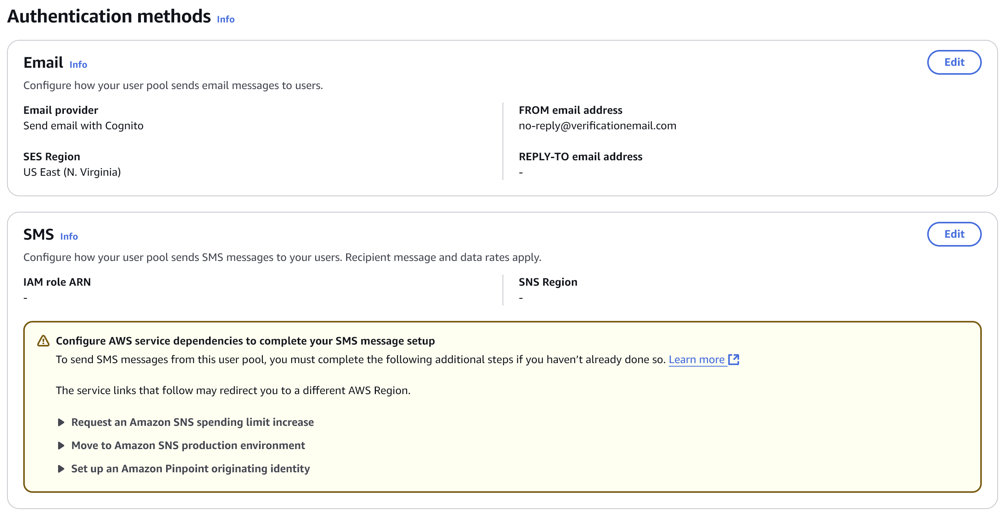 Authentication methods Info
Email Info
Edit
Configure how your user pool sends email messages to users.
Email provider
Send email with Cognito
FROM email address
no-reply@verificationemail.com
SES Region
US East (N. Virginia)
REPLY-TO email address
-
SMS Info
Edit
Configure how your user pool sends SMS messages to your users. Recipient message and data rates apply.
IAM role ARN
-
SNS Region
-
Configure AWS service dependencies to complete your SMS message setup
To send SMS messages from this user pool, you must complete the following additional steps if you haven’t already done so. Learn more
The service links that follow may redirect you to a different AWS Region.
Request an Amazon SNS spending limit increase
Move to Amazon SNS production environment
Set up an Amazon Pinpoint originating identity